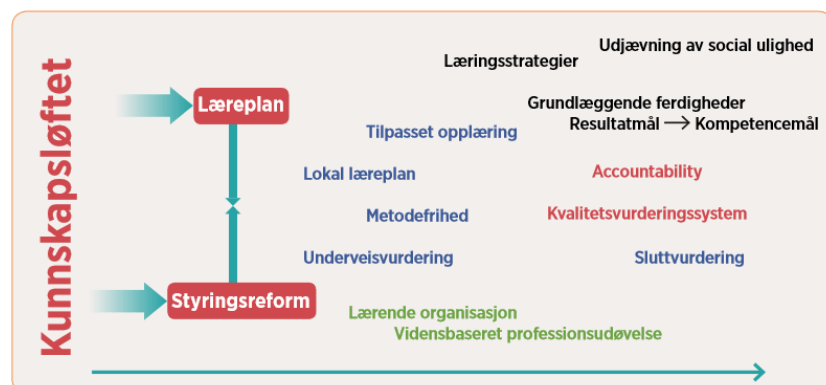 Kunnskapsløftet
Udjævning av social ulighed
Læringsstrategier
Læreplan
Grundlæggende ferdigheder
Resultatmål → Kompetencemål
Tilpasset opplæring
Lokal læreplan
Accountability
Metodefrihed
Kvalitetsvurderingssystem
Underveisvurdering
Sluttvurdering
Styringsreform
Lærende organisasjon
Vidensbaseret professionsudøvelse